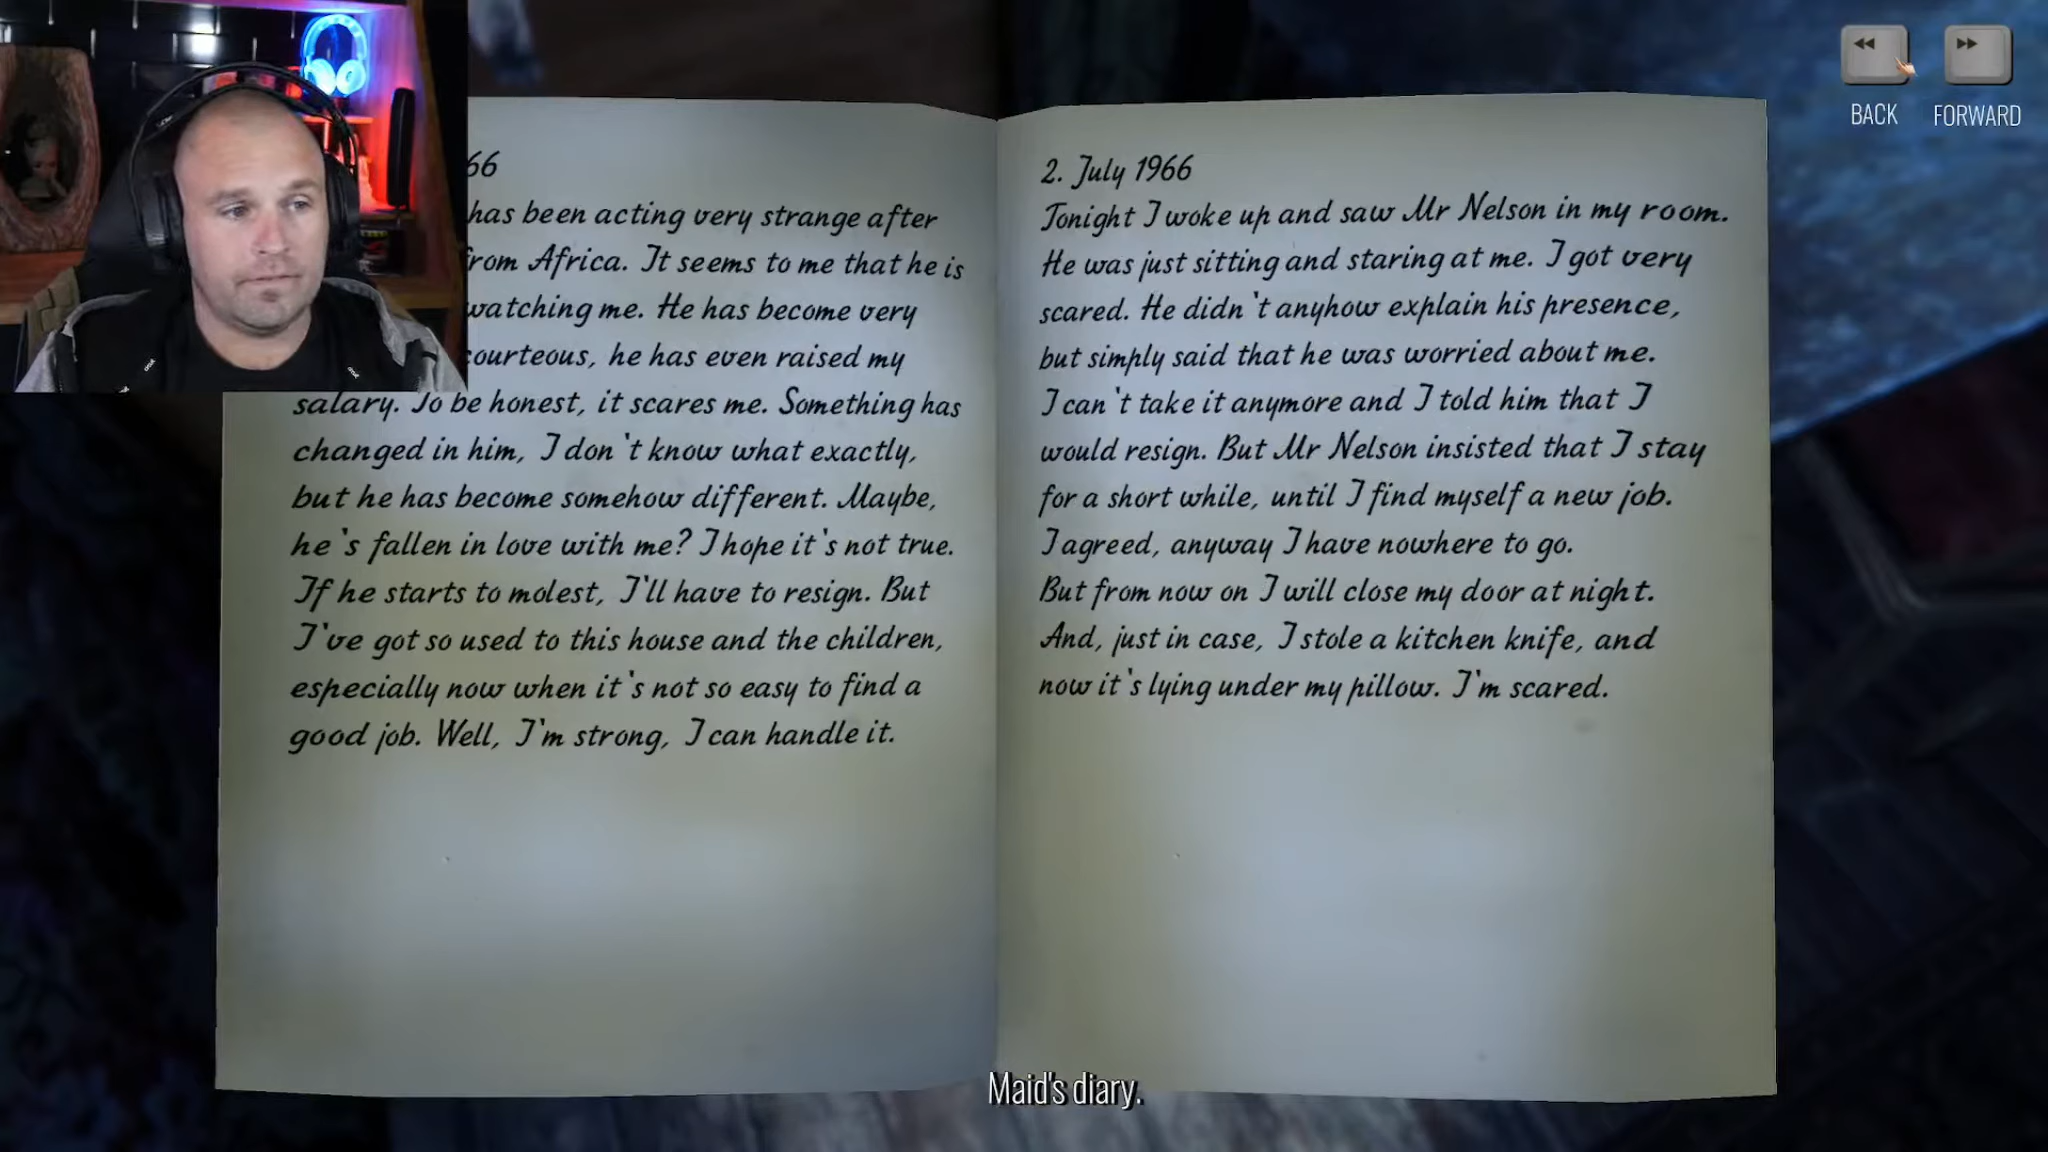 BACK FORWARD
66
has been acting very strange after
from Africa. It seems to me that he is
watching me. He has become very
courteous, he has even raised my
salary. To be honest, it scares me. Something has
changed in him, I don't know what exactly,
but he has become somehow different. Maybe,
he's fallen in love with me? I hope it's not true.
If he starts to molest, I'll have to resign. But
I've got so used to this house and the children,
especially now when it's not so easy to find a
good job. Well, I'm strong, I can handle it.
2. July 1966
Tonight I woke up and saw Mr Nelson in my room.
He was just sitting and staring at me. I got very
scared. He didn't anyhow explain his presence,
but simply said that he was worried about me.
I can't take it anymore and I told him that I
would resign. But Mr Nelson insisted that I stay
for a short while, until I find myself a new job.
I agreed, anyway I have nowhere to go.
But from now on I will close my door at night.
And, just in case, I stole a kitchen knife, and
now it's lying under my pillow. I'm scared.
Maid's diary.